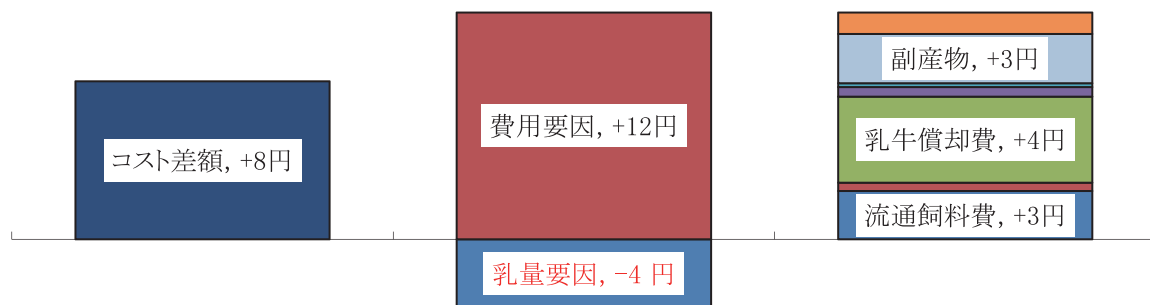 コスト差額, +8円
費用要因, +12円
乳量要因, −4 円
副産物, +3円
乳牛償却費, +4円
流通飼料費, +3円